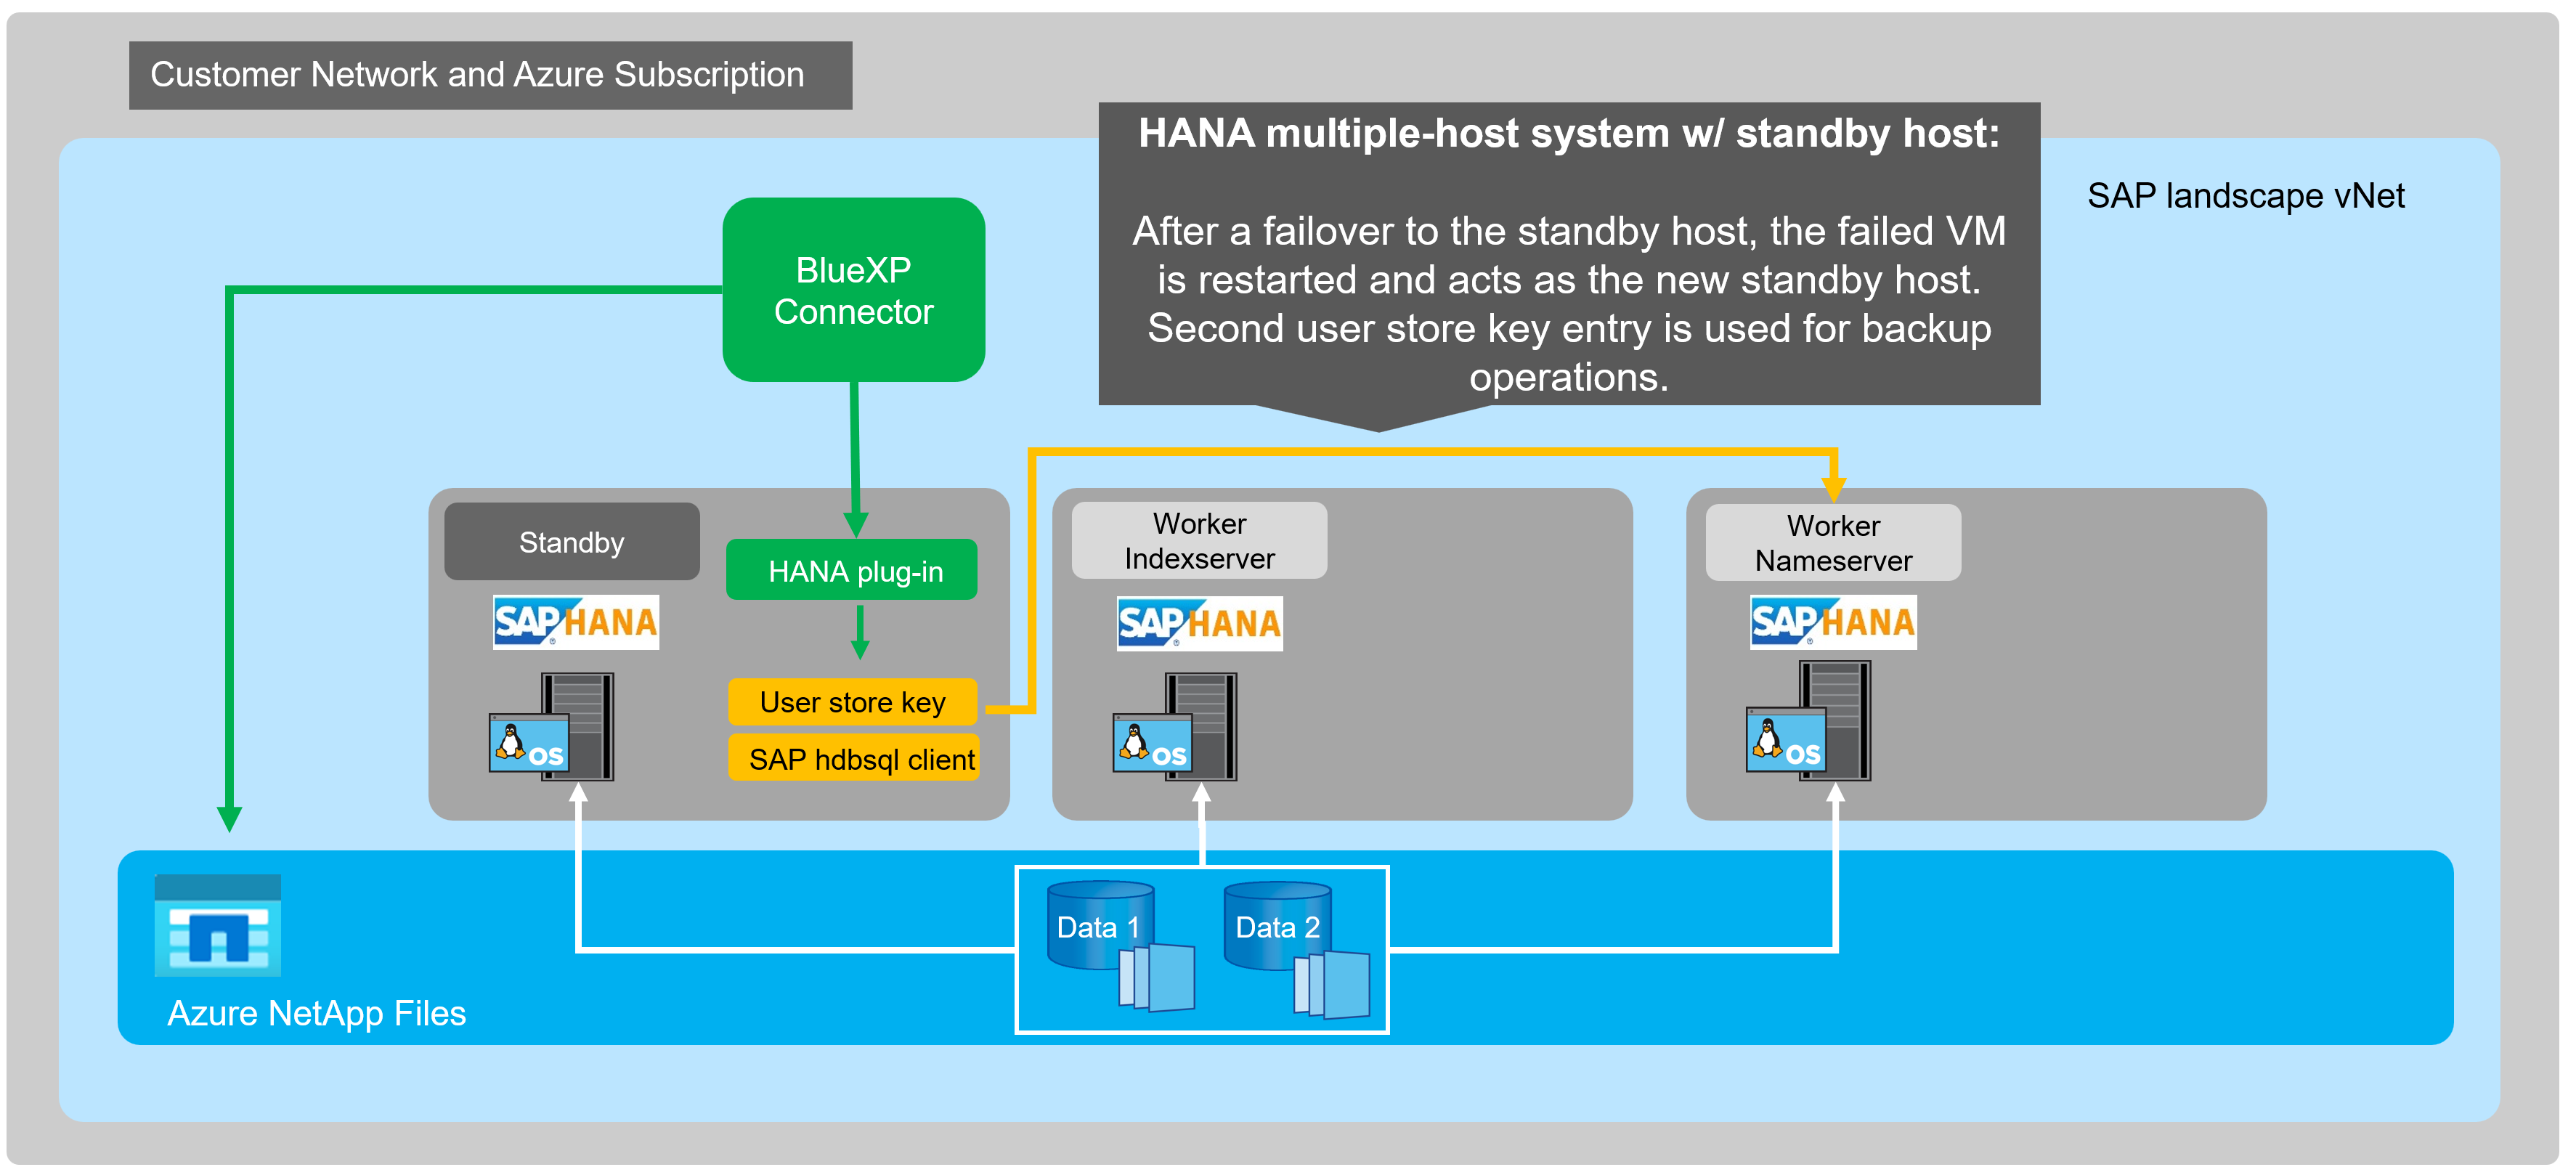 Customer Network and Azure Subscription
HANA multiple-host system w/ standby host:
After a failover to the standby host, the failed VM
is restarted and acts as the new standby host.
Second user store key entry is used for backup
operations.
SAP landscape vNet
BlueXP
Connector
Standby
HANA plug-in
SAP HANA
User store key
SAP hdbsql client
OS
Worker
Indexserver
SAP HANA
OS
Worker
Nameserver
SAP HANA
OS
Data 1
Data 2
Azure NetApp Files